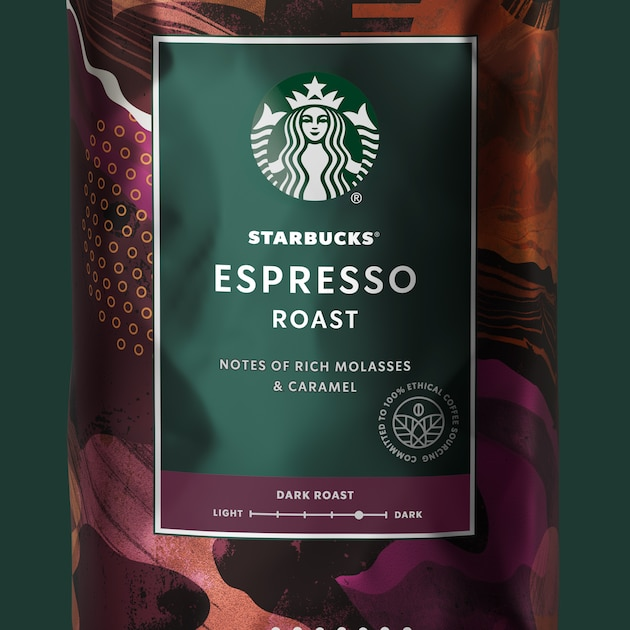 ®
STARBUCKS®
ESPRESSO
ROAST
NOTES OF RICH MOLASSES
& CARAMEL
COMMITTED TO 100% ETHICAL COFFEE SOURCING
DARK ROAST
LIGHT DARK